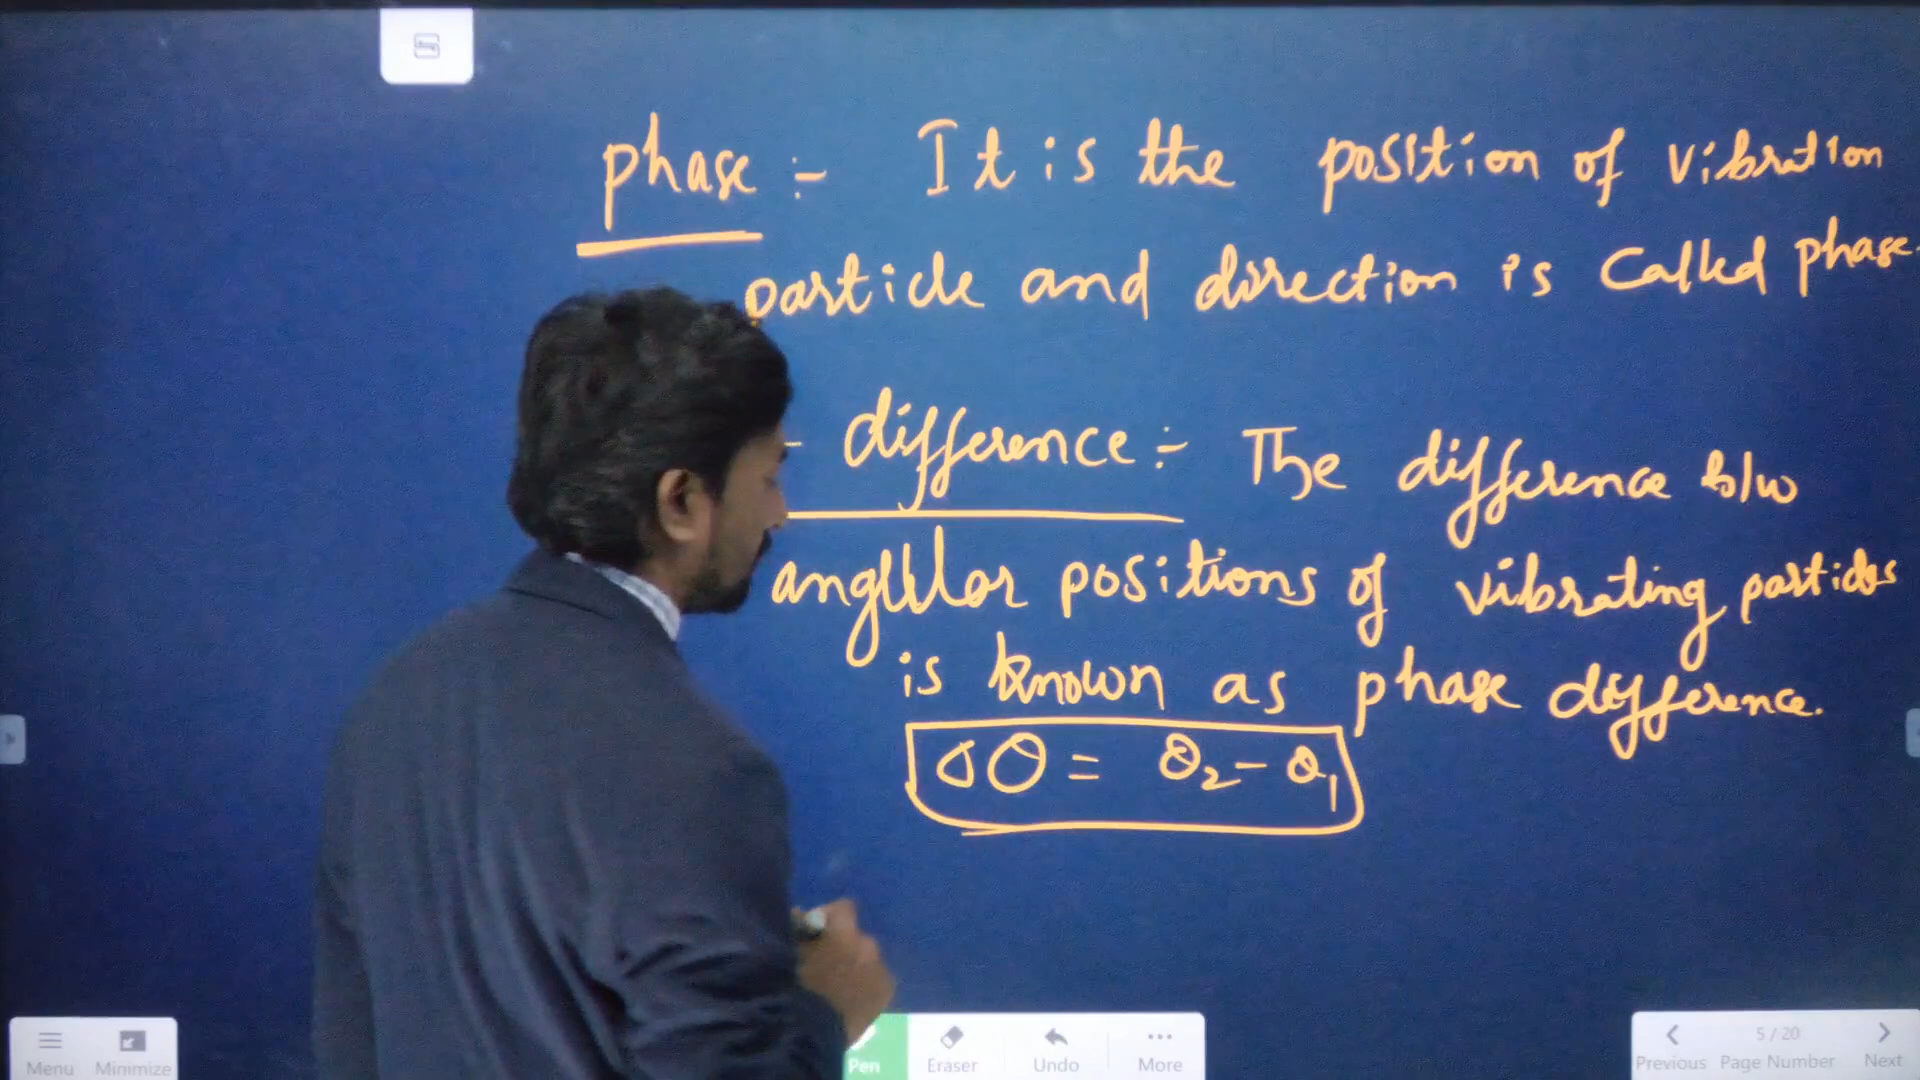 phase :- It is the position of vibration
particle and direction is called phase.
- difference :- The difference b/w
angular positions of vibrating particles
is known as phase difference.
σθ = θ2 - θ1
Menu
Minimize
Pen
Eraser
Undo
More
Previous
5 / 20
Page Number
Next